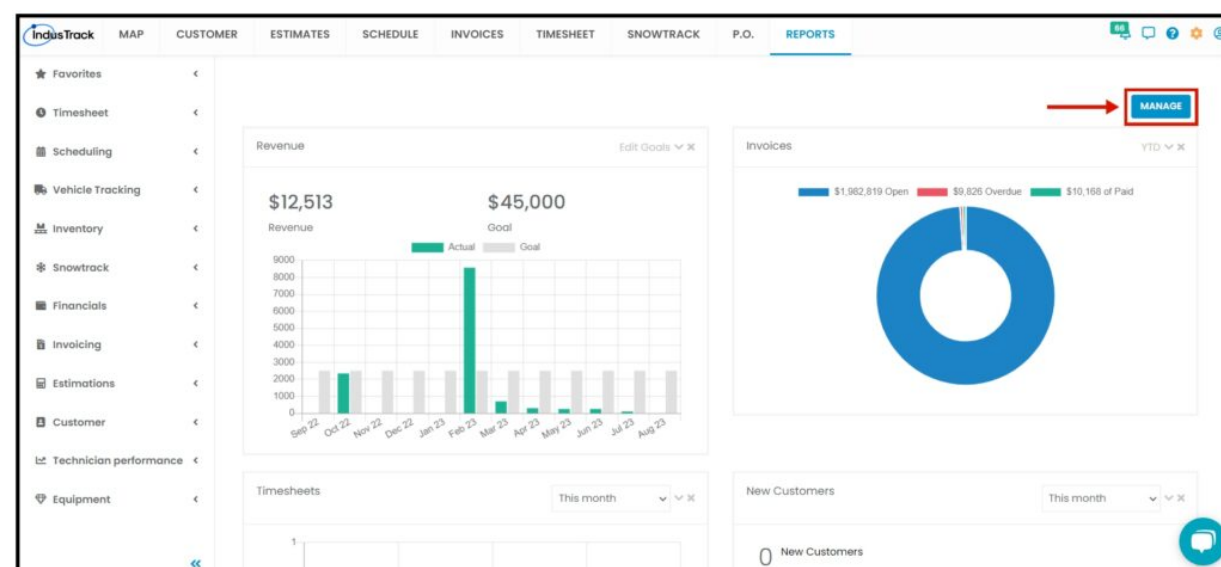 IndusTrack MAP CUSTOMER ESTIMATES SCHEDULE INVOICES TIMESHEET SNOWTRACK P.O. REPORTS 66
Favorites
Timesheet
Scheduling
Vehicle Tracking
Inventory
Snowtrack
Financials
Invoicing
Estimations
Customer
Technician performance
Equipment
MANAGE
Revenue Edit Goals
$12,513 $45,000
Revenue Goal
Actual Goal
9000
8000
7000
6000
5000
4000
3000
2000
1000
0
Sep 22 Oct 22 Nov 22 Dec 22 Jan 23 Feb 23 Mar 23 Apr 23 May 23 Jun 23 Jul 23 Aug 23
Invoices YTD
$1,982,819 Open $9,826 Overdue $10,168 of Paid
Timesheets This month
1
New Customers This month
0 New Customers